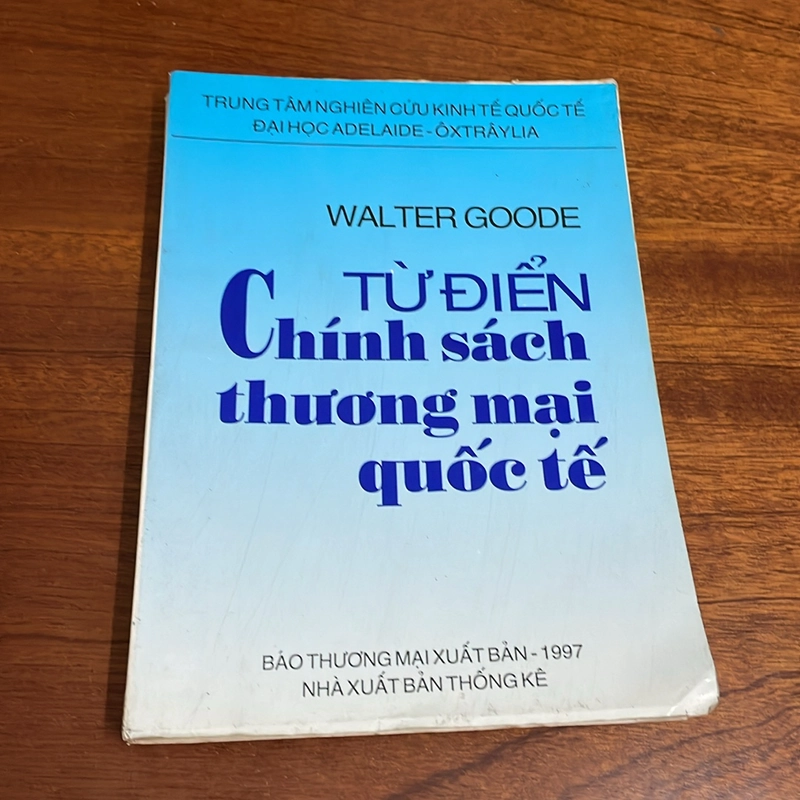 TRUNG TÂM NGHIÊN CỨU KINH TẾ QUỐC TẾ
ĐẠI HỌC ADELAIDE - ÔXTRÂYLIA
WALTER GOODE
TỪ ĐIỂN
Chính sách
thương mại
quốc tế
BÁO THƯƠNG MẠI XUẤT BẢN - 1997
NHÀ XUẤT BẢN THỐNG KÊ